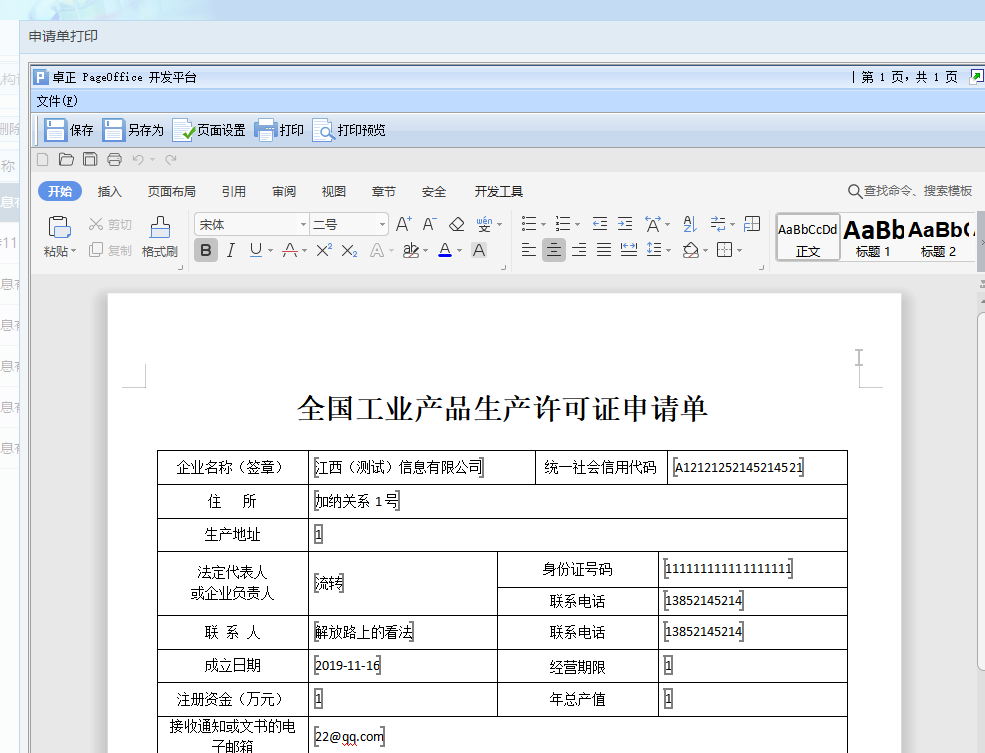 申请单打印
卓正 PageOffice 开发平台
第 1 页，共 1 页
文件(F)
保存 另存为 页面设置 打印 打印预览
开始 插入 页面布局 引用 审阅 视图 章节 安全 开发工具 查找命令、搜索模板
粘贴 剪切 复制 格式刷
宋体 二号
AaBbCcDd 正文
AaBb 标题 1
AaBb 标题 2
全国工业产品生产许可证申请单
企业名称（签章） 江西（测试）信息有限公司 统一社会信用代码 A12121252145214521
住 所 加纳关系 1 号
生产地址 1
法定代表人
或企业负责人
流转
身份证号码 111111111111111111
联系电话 13852145214
联 系 人 解放路上的看法 联系电话 13852145214
成立日期 2019-11-16 经营期限 1
注册资金（万元） 1 年总产值 1
接收通知或文书的电
子邮箱
22@qq.com